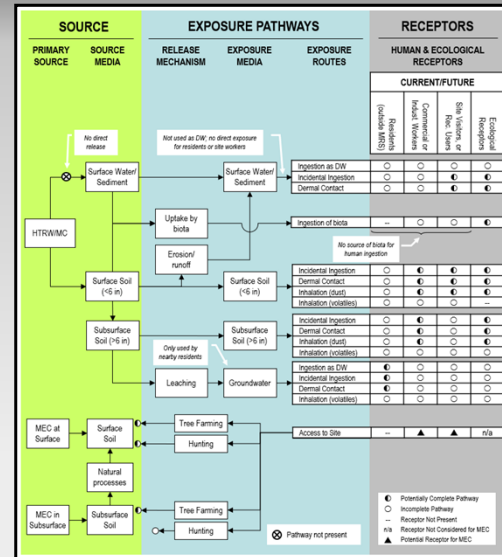 SOURCE
EXPOSURE PATHWAYS
RECEPTORS
PRIMARY SOURCE
SOURCE MEDIA
RELEASE MECHANISM
EXPOSURE MEDIA
EXPOSURE ROUTES
HUMAN & ECOLOGICAL RECEPTORS
CURRENT/FUTURE
Residents (outside MRS)
Commercial or Indust. Workers
Site Visitors, or Rec. Users
Ecological Receptors
No direct release
Not used as DW; no direct exposure for residents or site workers
Surface Water/ Sediment
Surface Water/ Sediment
Ingestion as DW ○ ○ ○ ○
Incidental Ingestion ○ ○ ◐ ◐
Dermal Contact ○ ○ ◐ ◐
HTRW/MC
Uptake by biota
Ingestion of biota -- ○ ○ ◐
No source of biota for human ingestion
Erosion/ runoff
Surface Soil (<6 in)
Surface Soil (<6 in)
Incidental Ingestion ○ ◐ ◐ ◐
Dermal Contact ○ ◐ ◐ ◐
Inhalation (dust) ○ ◐ ◐ ◐
Inhalation (volatiles) ○ ○ ○ --
Subsurface Soil (>6 in)
Subsurface Soil (>6 in)
Incidental Ingestion ○ ◐ ○ ◐
Dermal Contact ○ ◐ ○ ◐
Inhalation (dust) ○ ◐ ○ ◐
Inhalation (volatiles) ○ ○ ○ ○
Only used by nearby residents
Leaching
Groundwater
Ingestion as DW ◐ ○ ○ ○
Incidental Ingestion ◐ ○ ○ ○
Dermal Contact ◐ ○ ○ ○
Inhalation (volatiles) ○ ○ ○ ○
MEC at Surface
Surface Soil
Tree Farming
Hunting
Access to Site -- ▲ ▲ n/a
Natural processes
MEC in Subsurface
Subsurface Soil
Tree Farming
Hunting
⊗ Pathway not present
◐ Potentially Complete Pathway
○ Incomplete Pathway
-- Receptor Not Present
n/a Receptor Not Considered for MEC
▲ Potential Receptor for MEC